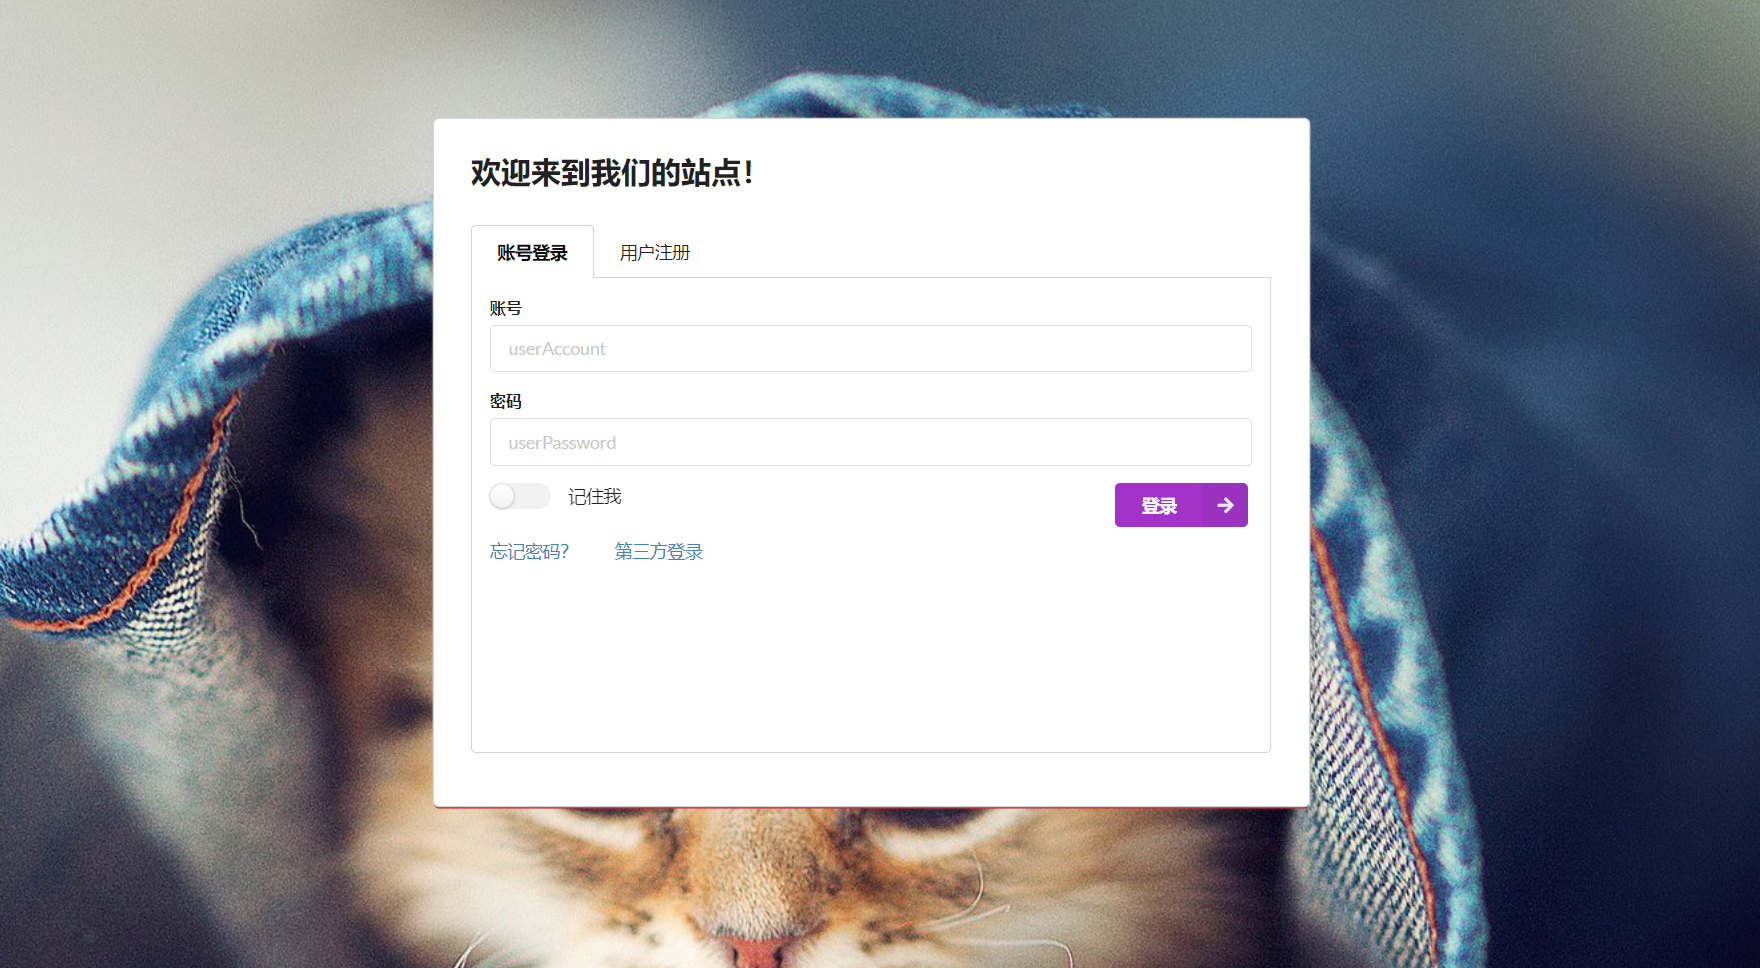 欢迎来到我们的站点!
账号登录 用户注册
账号
userAccount
密码
userPassword
记住我 登录
忘记密码? 第三方登录